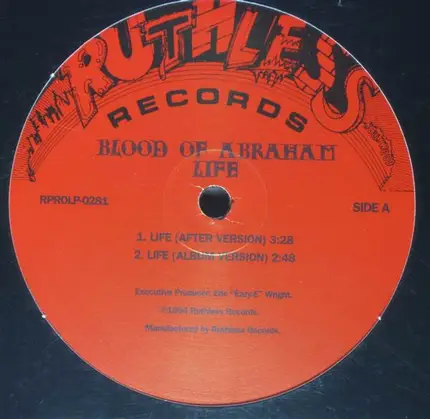 RUTHLESS
RECORDS
BLOOD OF ABRAHAM
LIFE
RPROLP-0281
SIDE A
1. LIFE (AFTER VERSION) 3:28
2. LIFE (ALBUM VERSION) 2:48
Executive Producer: Eric "Eazy-E" Wright.
℗1994 Ruthless Records.
Manufactured by Ruthless Records.